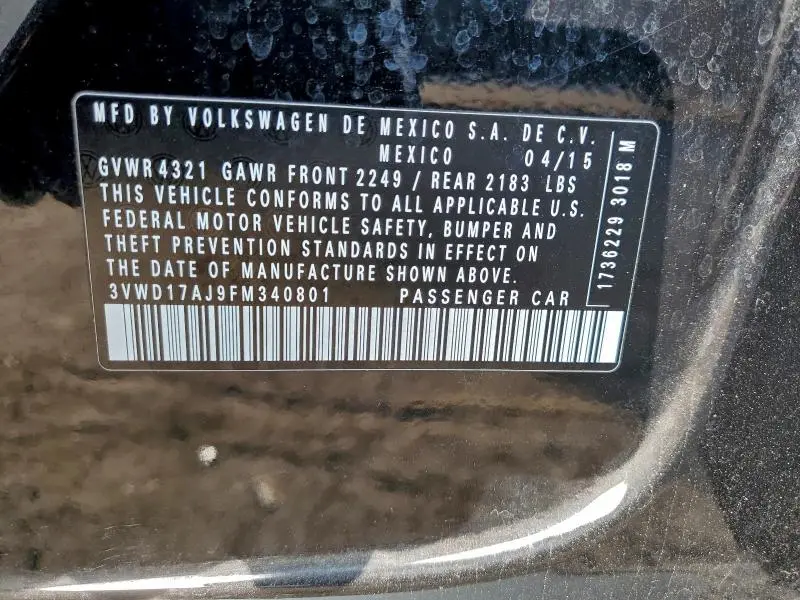 MFD BY VOLKSWAGEN DE MEXICO S.A. DE C.V.
MEXICO 04/15
GVWR 4321 GAWR FRONT 2249 / REAR 2183 LBS
THIS VEHICLE CONFORMS TO ALL APPLICABLE U.S.
FEDERAL MOTOR VEHICLE SAFETY, BUMPER AND
THEFT PREVENTION STANDARDS IN EFFECT ON
THE DATE OF MANUFACTURE SHOWN ABOVE.
3VWD17AJ9FM340801 PASSENGER CAR
1736229 3018 M